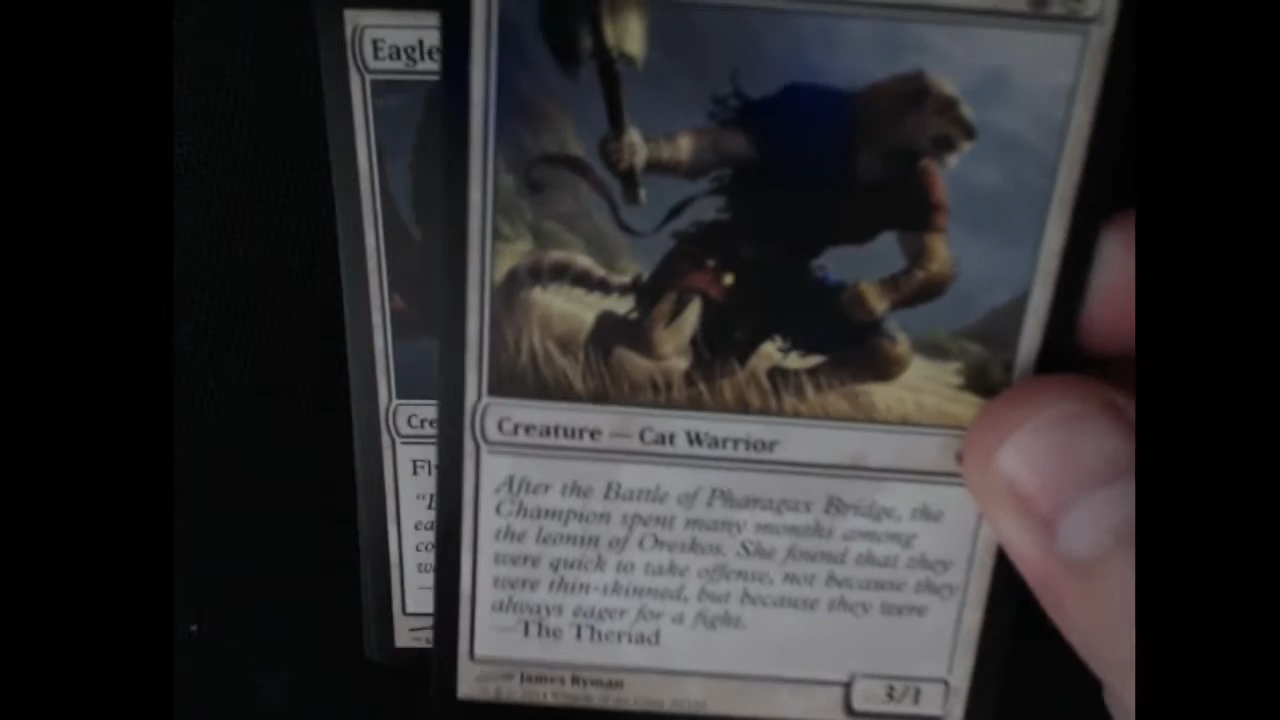 Eagle
Creature — Cat Warrior
Cre
Fl
After the Battle of Pharagax Bridge, the
Champion spent many months among
the leonin of Oreskos. She found that they
were quick to take offense, not because they
were thin-skinned, but because they were
always eager for a fight.
—The Theriad
ea
co
James Ryman
3/1